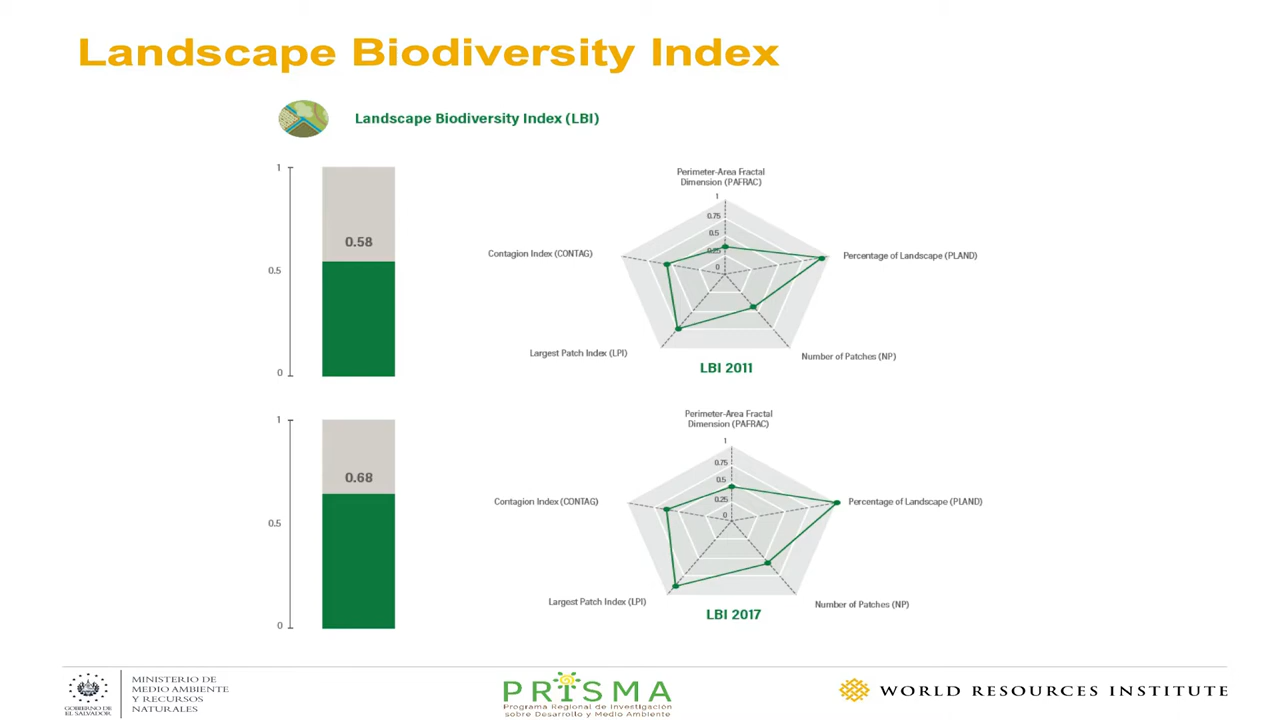 Landscape Biodiversity Index
Landscape Biodiversity Index (LBI)
1
0.58
0.5
0
Perimeter-Area Fractal
Dimension (PAFRAC)
1
0.75
0.5
0.25
0
Contagion Index (CONTAG)
Percentage of Landscape (PLAND)
Largest Patch Index (LPI)
Number of Patches (NP)
LBI 2011
1
0.68
0.5
0
Perimeter-Area Fractal
Dimension (PAFRAC)
1
0.75
0.5
0.25
0
Contagion Index (CONTAG)
Percentage of Landscape (PLAND)
Largest Patch Index (LPI)
Number of Patches (NP)
LBI 2017
GOBIERNO DE
EL SALVADOR
MINISTERIO DE
MEDIO AMBIENTE
Y RECURSOS
NATURALES
PRISMA
Programa Regional de Investigación
sobre Desarrollo y Medio Ambiente
WORLD RESOURCES INSTITUTE